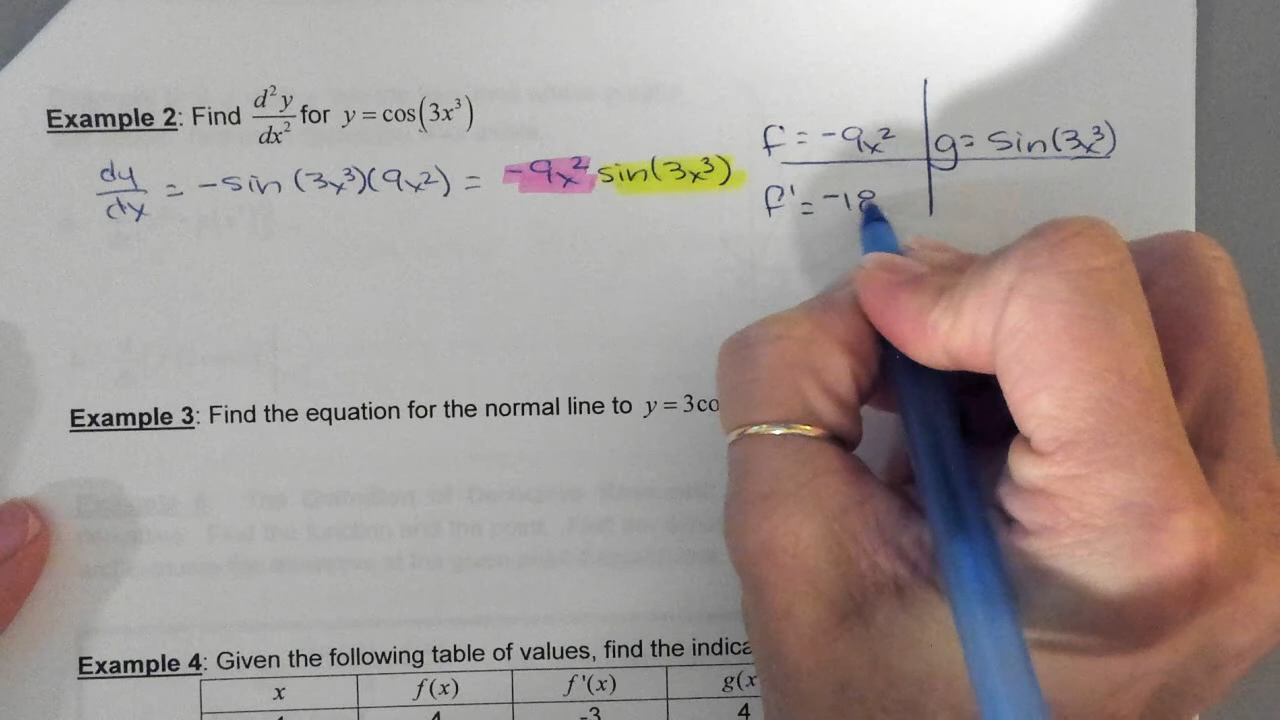 Example 2: Find d²y/dx² for y = cos(3x³)
dy/dx = -sin(3x³)(9x²) = -9x² sin(3x³)
f = -9x² | g = sin(3x³)
f' = -18
Example 3: Find the equation for the normal line to y = 3co
Example 4: Given the following table of values, find the indica
x f(x) f'(x) g(x
4 -3 4